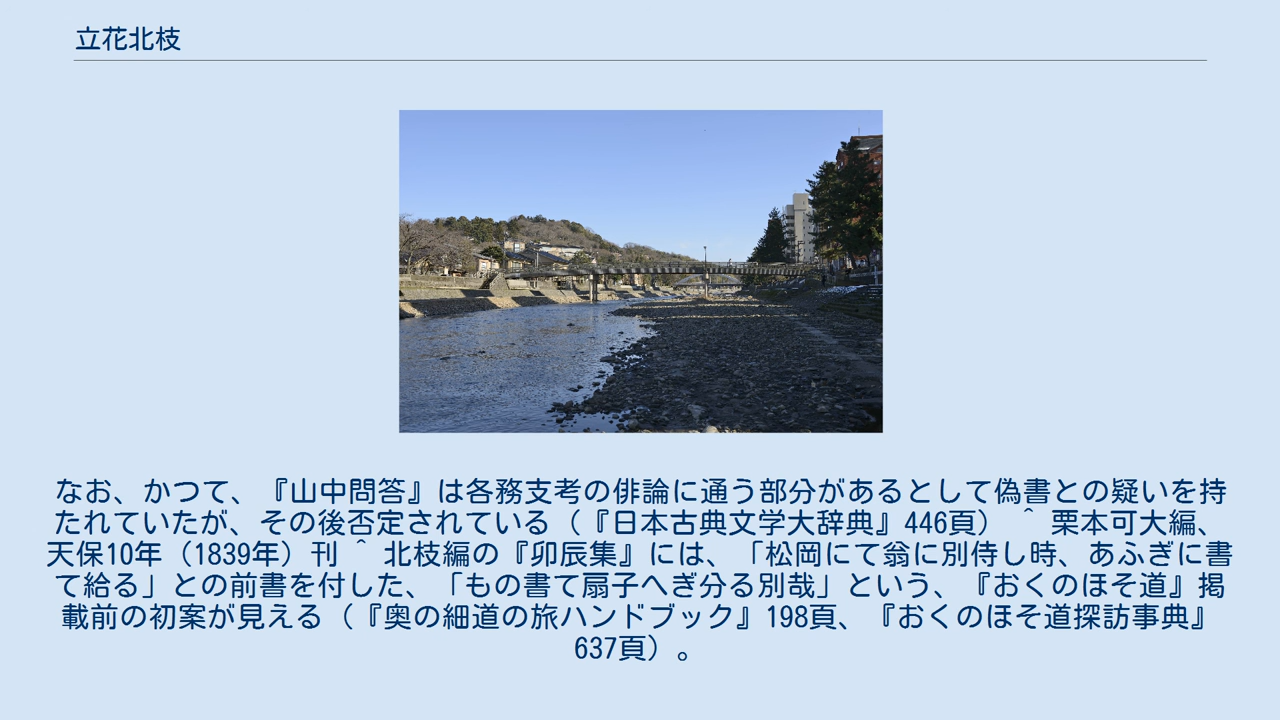 立花北枝
なお、かつて、『山中問答』は各務支考の俳論に通う部分があるとして偽書との疑いを持
たれていたが、その後否定されている（『日本古典文学大辞典』446頁） ＾ 栗本可大編、
天保10年（1839年）刊 ＾ 北枝編の『卯辰集』には、「松岡にて翁に別侍し時、あふぎに書
て給る」との前書を付した、「もの書て扇子へぎ分る別哉」という、『おくのほそ道』掲
載前の初案が見える（『奥の細道の旅ハンドブック』198頁、『おくのほそ道探訪事典』
637頁）。